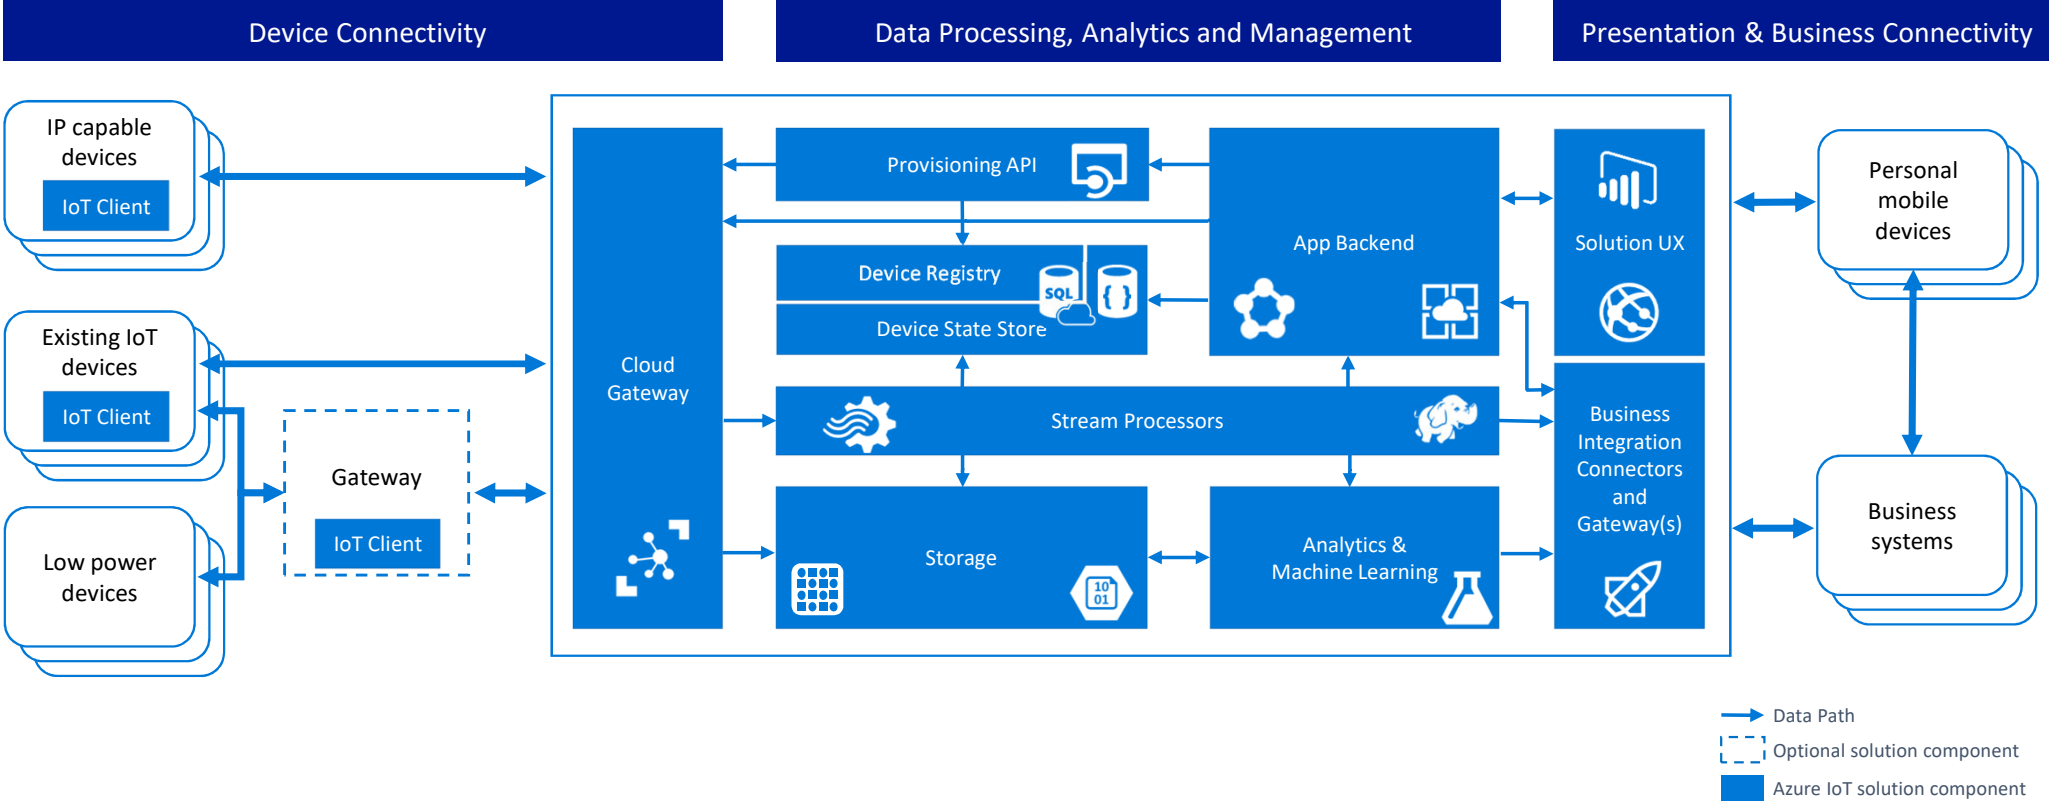 Device Connectivity
Data Processing, Analytics and Management
Presentation & Business Connectivity
IP capable
devices
IoT Client
Existing IoT
devices
IoT Client
Low power
devices
Gateway
IoT Client
Cloud
Gateway
Provisioning API
Device Registry
SQL
{ }
Device State Store
App Backend
Stream Processors
Storage
10
01
Analytics &
Machine Learning
Solution UX
Business
Integration
Connectors
and
Gateway(s)
Personal
mobile
devices
Business
systems
Data Path
Optional solution component
Azure IoT solution component